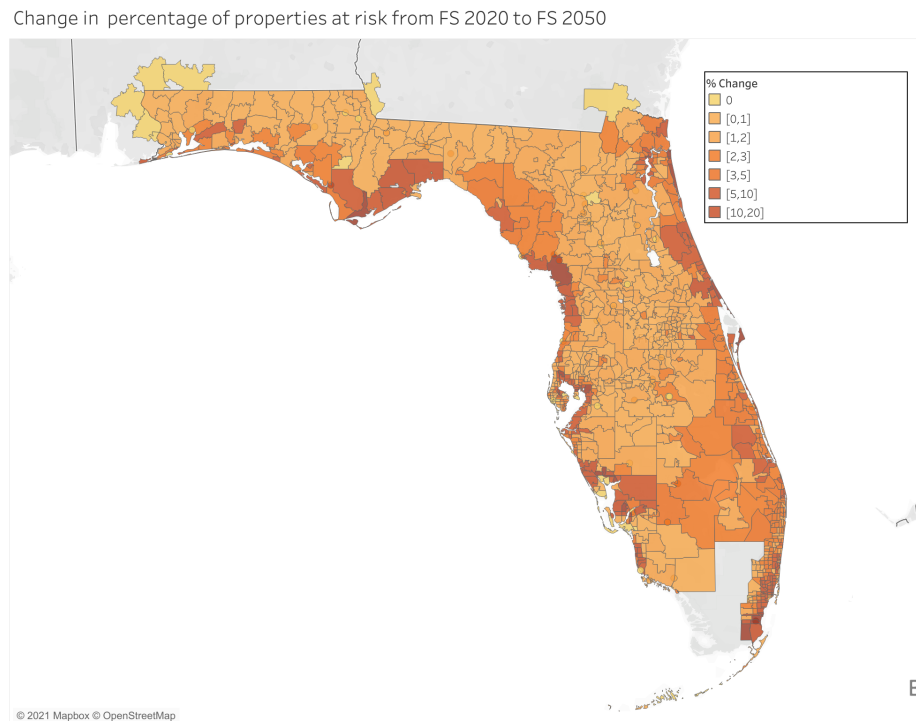 Change in percentage of properties at risk from FS 2020 to FS 2050
% Change
0
[0,1]
[1,2]
[2,3]
[3,5]
[5,10]
[10,20]
E
© 2021 Mapbox © OpenStreetMap